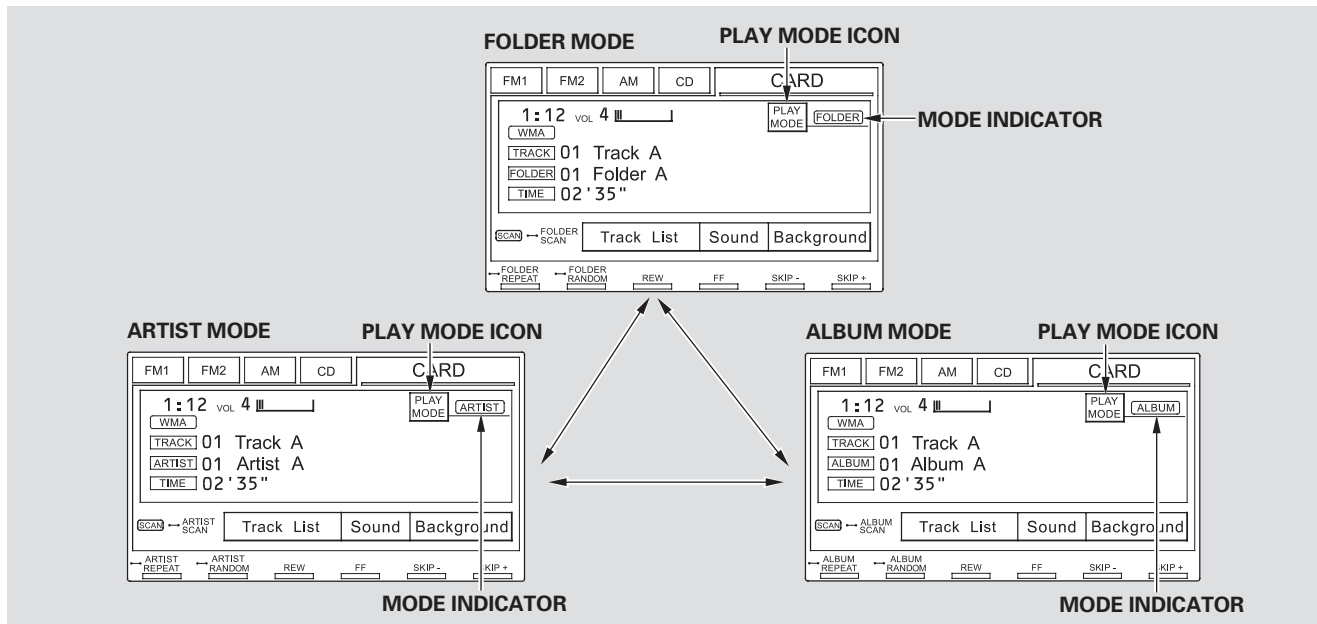 FOLDER MODE
PLAY MODE ICON
FM1 FM2 AM CD CARD
1:12 VOL 4 PLAY MODE FOLDER
MODE INDICATOR
WMA
TRACK 01 Track A
FOLDER 01 Folder A
TIME 02'35"
SCAN FOLDER SCAN Track List Sound Background
FOLDER REPEAT FOLDER RANDOM REW FF SKIP - SKIP +
ARTIST MODE
PLAY MODE ICON
FM1 FM2 AM CD CARD
1:12 VOL 4 PLAY MODE ARTIST
WMA
TRACK 01 Track A
ARTIST 01 Artist A
TIME 02'35"
SCAN ARTIST SCAN Track List Sound Background
ARTIST REPEAT ARTIST RANDOM REW FF SKIP - SKIP +
MODE INDICATOR
ALBUM MODE
PLAY MODE ICON
FM1 FM2 AM CD CARD
1:12 VOL 4 PLAY MODE ALBUM
WMA
TRACK 01 Track A
ALBUM 01 Album A
TIME 02'35"
SCAN ALBUM SCAN Track List Sound Background
ALBUM REPEAT ALBUM RANDOM REW FF SKIP - SKIP +
MODE INDICATOR